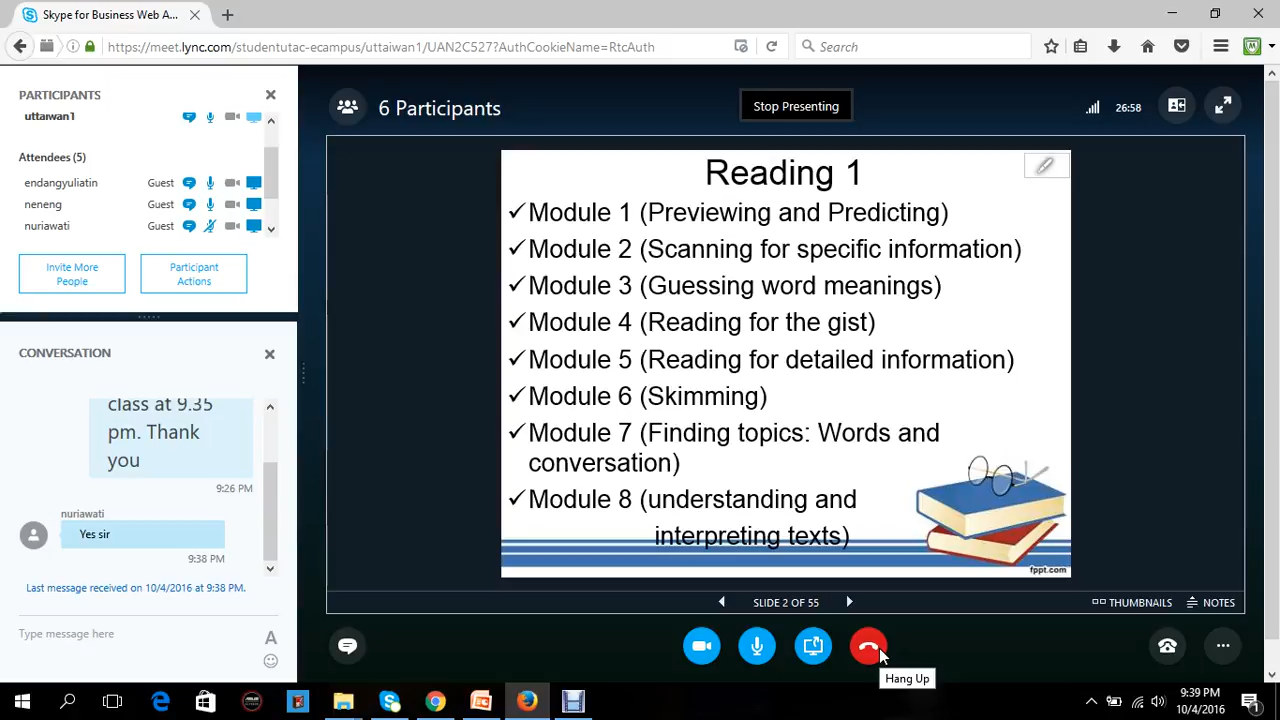 Skype for Business Web A...
https://meet.lync.com/studentutac-ecampus/uttaiwan1/UAN2C527?AuthCookieName=RtcAuth
Search
PARTICIPANTS
uttaiwan1
Attendees (5)
endangyuliatin Guest
neneng Guest
nuriawati Guest
Invite More
People
Participant
Actions
CONVERSATION
class at 9.35
pm. Thank
you
9:26 PM
nuriawati
Yes sir
9:38 PM
Last message received on 10/4/2016 at 9:38 PM.
Type message here
A
6 Participants
Stop Presenting
26:58
Reading 1
✓Module 1 (Previewing and Predicting)
✓Module 2 (Scanning for specific information)
✓Module 3 (Guessing word meanings)
✓Module 4 (Reading for the gist)
✓Module 5 (Reading for detailed information)
✓Module 6 (Skimming)
✓Module 7 (Finding topics: Words and
conversation)
✓Module 8 (understanding and
interpreting texts)
fppt.com
SLIDE 2 OF 55
THUMBNAILS
NOTES
Hang Up
9:39 PM
10/4/2016
1